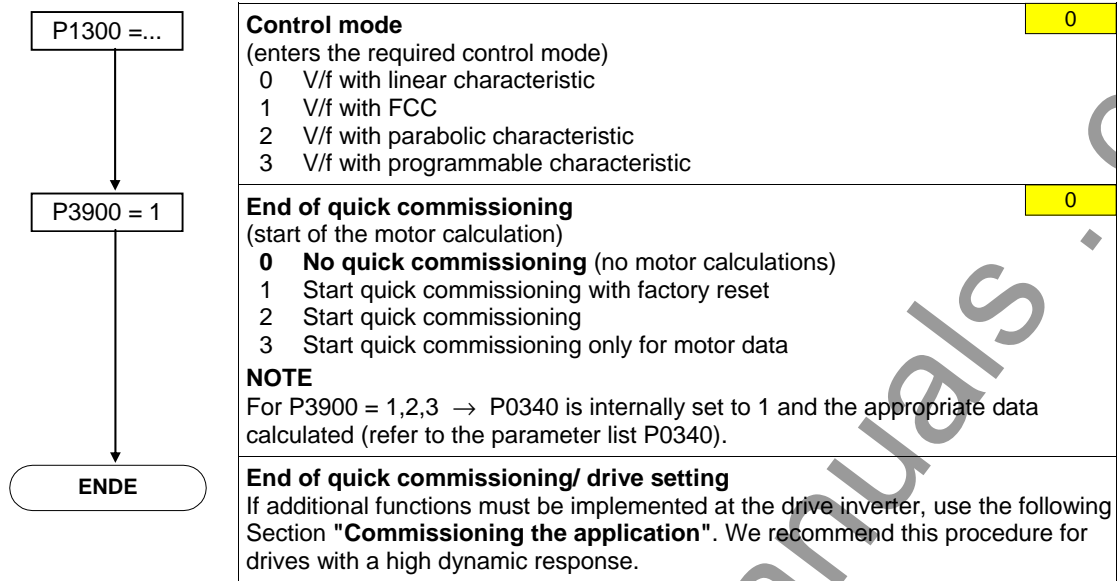 P1300 =...
Control mode
0
(enters the required control mode)
0 V/f with linear characteristic
1 V/f with FCC
2 V/f with parabolic characteristic
3 V/f with programmable characteristic
P3900 = 1
End of quick commissioning
0
(start of the motor calculation)
0 No quick commissioning (no motor calculations)
1 Start quick commissioning with factory reset
2 Start quick commissioning
3 Start quick commissioning only for motor data
NOTE
For P3900 = 1,2,3 → P0340 is internally set to 1 and the appropriate data
calculated (refer to the parameter list P0340).
ENDE
End of quick commissioning/ drive setting
If additional functions must be implemented at the drive inverter, use the following
Section "Commissioning the application". We recommend this procedure for
drives with a high dynamic response.